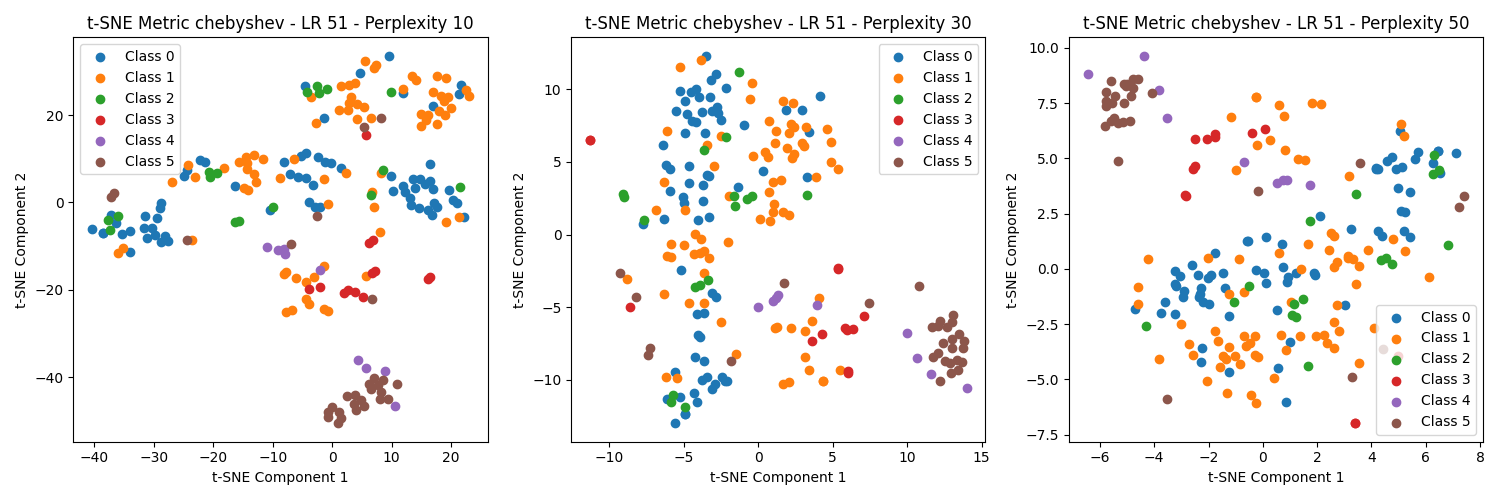 t-SNE Metric chebyshev - LR 51 - Perplexity 10
Class 0
Class 1
Class 2
Class 3
Class 4
Class 5
20
0
−20
−40
−40
−30
−20
−10
0
10
20
t-SNE Component 1
t-SNE Component 2
t-SNE Metric chebyshev - LR 51 - Perplexity 30
Class 0
Class 1
Class 2
Class 3
Class 4
Class 5
10
5
0
−5
−10
−10
−5
0
5
10
15
t-SNE Component 1
t-SNE Component 2
t-SNE Metric chebyshev - LR 51 - Perplexity 50
10.0
7.5
5.0
2.5
0.0
−2.5
−5.0
−7.5
Class 0
Class 1
Class 2
Class 3
Class 4
Class 5
−6
−4
−2
0
2
4
6
8
t-SNE Component 1
t-SNE Component 2